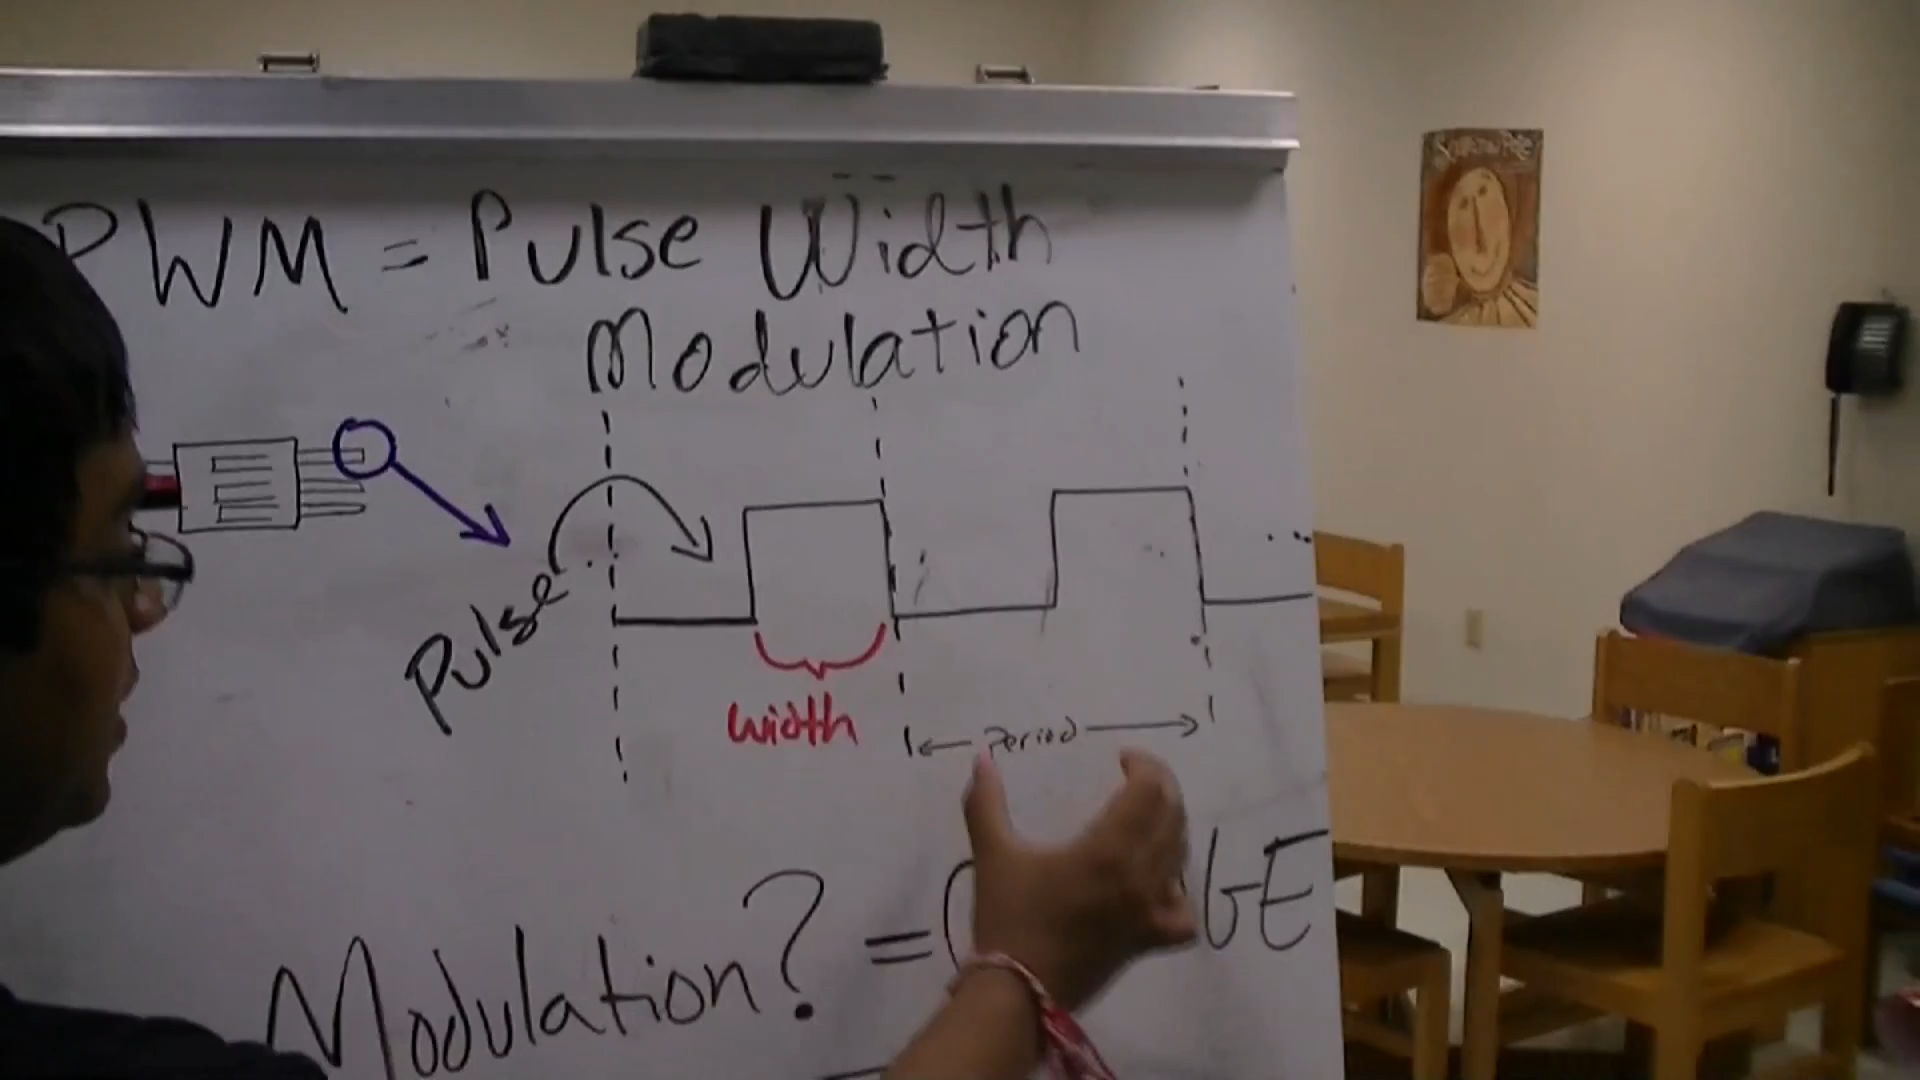 PWM = Pulse Width
Modulation
Pulse
width
Period
Modulation? =